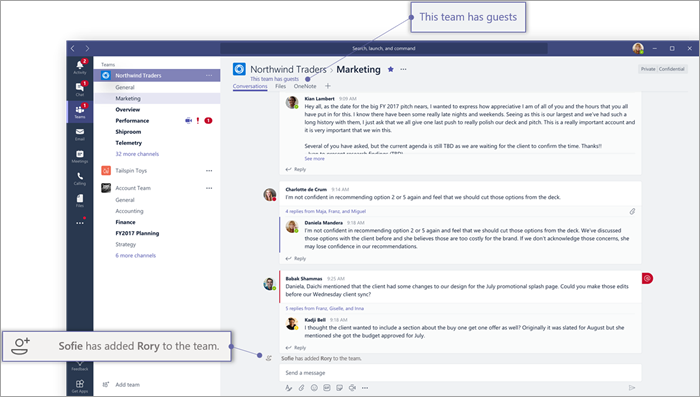 This team has guests
Search, launch, and command
Activity
Chat
Teams
Email
Meetings
Calling
Files
Feedback
Get Apps
Teams
Northwind Traders
General
Marketing
Overview
Performance
Shiproom
Telemetry
32 more channels
Tailspin Toys
Account Team
General
Accounting
Finance
FY2017 Planning
Strategy
6 more channels
Add team
Northwind Traders > Marketing
This team has guests
Private Confidential
Conversations Files OneNote
Kian Lambert 9:09 AM
Hey all, as the date for the big FY 2017 pitch nears, I wanted to express how appreciative I am of all of you and the hours that you all
have put in for this. I know there have been some really late nights and weekends. Seeing as this is our largest and we've had such a
long history with them, I just ask that we all give one last push to really polish our deck and pitch. This is a really important account and
it is very important that we win this.
Several of you have asked, but the current agenda is still TBD as we are waiting for the client to confirm the time. Thanks!!
See more
Reply
Charlotte de Crum 9:14 AM
I'm not confident in recommending option 2 or 5 again and feel that we should cut those options from the deck.
4 replies from Maja, Franz, and Miguel
Daniela Mandera 9:18 AM
I'm not confident in recommending option 2 or 5 again and feel that we should cut those options from the deck. We've discussed
those options with the client before and she believes those are too costly for the brand. If we don't acknowledge those concerns, she
may lose confidence in our recommendations.
Reply
Babak Shammas 9:25 AM
Daniela, Daichi mentioned that the client had some changes to our design for the July promotional splash page. Could you make those edits
before our Wednesday client sync?
5 replies from Franz, Giselle, and Irma
Kadji Bell 9:18 AM
I thought the client wanted to include a section about the buy one get one offer as well? Originally it was slated for August but she
mentioned she got the budget approved for July.
Reply
Sofie has added Rory to the team.
Sofie has added Rory to the team.
Send a message